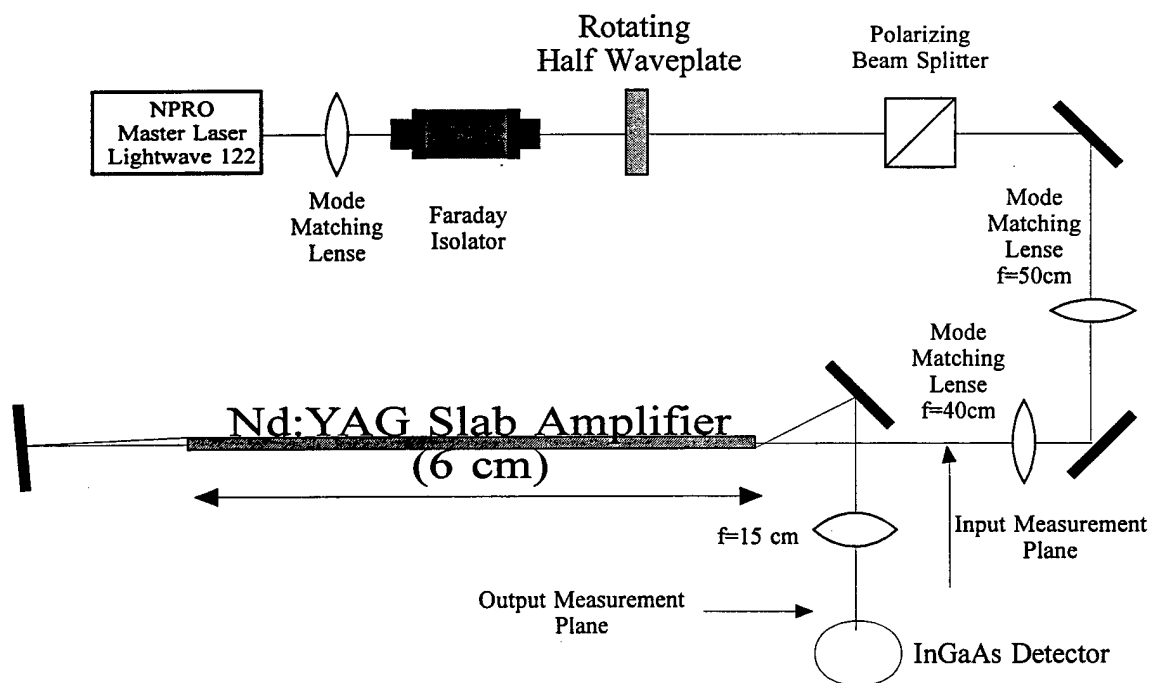 Rotating
Half Waveplate
Polarizing
Beam Splitter
NPRO
Master Laser
Lightwave 122
Mode
Matching
Lense
Faraday
Isolator
Mode
Matching
Lense
f=50cm
Mode
Matching
Lense
f=40cm
Nd:YAG Slab Amplifier
(6 cm)
f=15 cm
Input Measurement
Plane
Output Measurement
Plane
InGaAs Detector